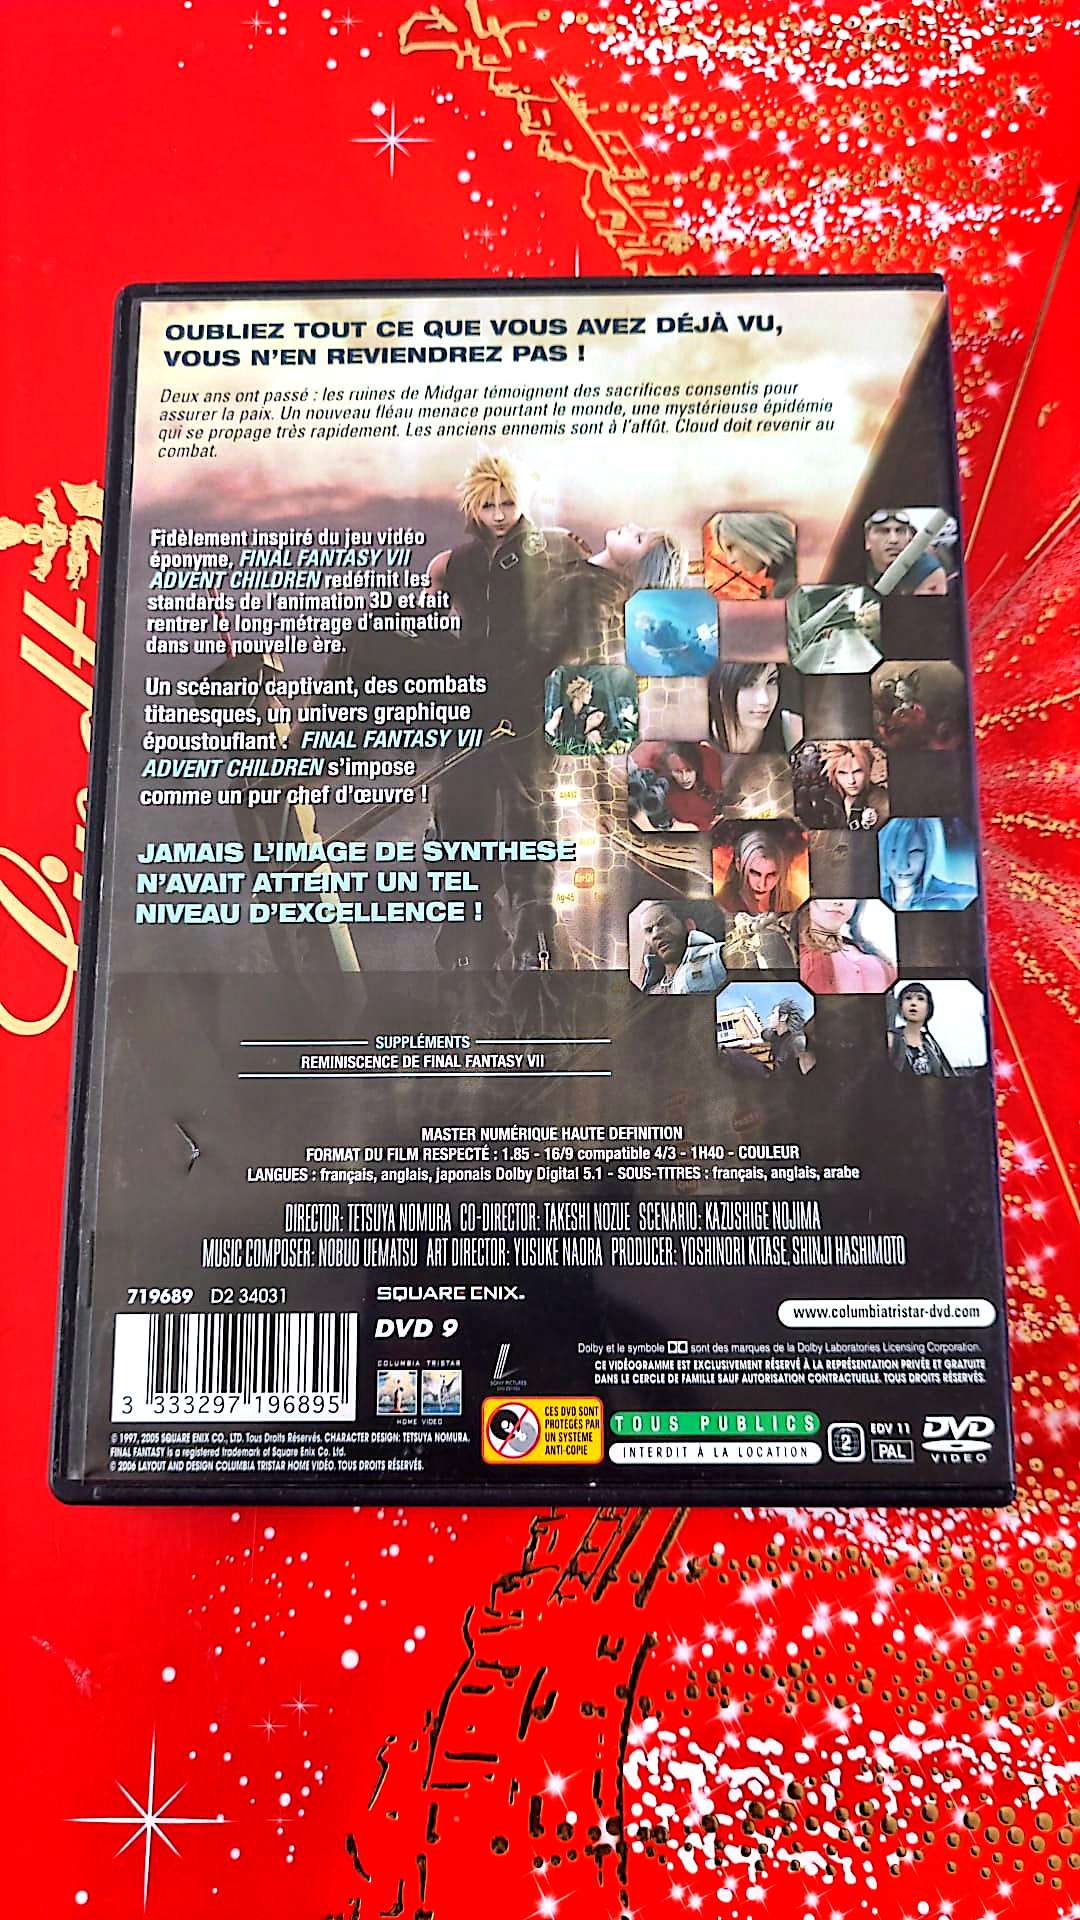 OUBLIEZ TOUT CE QUE VOUS AVEZ DÉJÀ VU,
VOUS N'EN REVIENDREZ PAS !
Deux ans ont passé : les ruines de Midgar témoignent des sacrifices consentis pour
assurer la paix. Un nouveau fléau menace pourtant le monde, une mystérieuse épidémie
qui se propage très rapidement. Les anciens ennemis sont à l'affût. Cloud doit revenir au
combat.
Fidèlement inspiré du jeu vidéo
éponyme, FINAL FANTASY VII
ADVENT CHILDREN redéfinit les
standards de l'animation 3D et fait
rentrer le long-métrage d'animation
dans une nouvelle ère.
Un scénario captivant, des combats
titanesques, un univers graphique
époustouflant : FINAL FANTASY VII
ADVENT CHILDREN s'impose
comme un pur chef d'œuvre !
JAMAIS L'IMAGE DE SYNTHESE
N'AVAIT ATTEINT UN TEL
NIVEAU D'EXCELLENCE !
SUPPLÉMENTS
REMINISCENCE DE FINAL FANTASY VII
MASTER NUMÉRIQUE HAUTE DEFINITION
FORMAT DU FILM RESPECTÉ : 1.85 - 16/9 compatible 4/3 - 1H40 - COULEUR
LANGUES : français, anglais, japonais Dolby Digital 5.1 - SOUS-TITRES : français, anglais, arabe
DIRECTOR: TETSUYA NOMURA CO-DIRECTOR: TAKESHI NOZUE SCENARIO: KAZUSHIGE NOJIMA
MUSIC COMPOSER: NOBUO UEMATSU ART DIRECTOR: YUSUKE NAORA PRODUCER: YOSHINORI KITASE, SHINJI HASHIMOTO
719689 D2 34031
SQUARE ENIX.
www.columbiatristar-dvd.com
DVD 9
Dolby et le symbole DD sont des marques de la Dolby Laboratories Licensing Corporation.
CE VIDÉOGRAMME EST EXCLUSIVEMENT RÉSERVÉ À LA REPRÉSENTATION PRIVÉE ET GRATUITE
DANS LE CERCLE DE FAMILLE SAUF AUTORISATION CONTRACTUELLE. TOUS DROITS RÉSERVÉS.
COLUMBIA TRISTAR
HOME VIDEO
SONY PICTURES
3 333297 196895
CES DVD SONT
PROTÉGÉS PAR
UN SYSTÈME
ANTI-COPIE
TOUS PUBLICS
INTERDIT À LA LOCATION
2
EDV 11
PAL
DVD
VIDEO
© 1997, 2005 SQUARE ENIX CO., LTD. Tous Droits Réservés. CHARACTER DESIGN: TETSUYA NOMURA.
FINAL FANTASY is a registered trademark of Square Enix Co. Ltd.
© 2006 LAYOUT AND DESIGN COLUMBIA TRISTAR HOME VIDÉO. TOUS DROITS RÉSERVÉS.